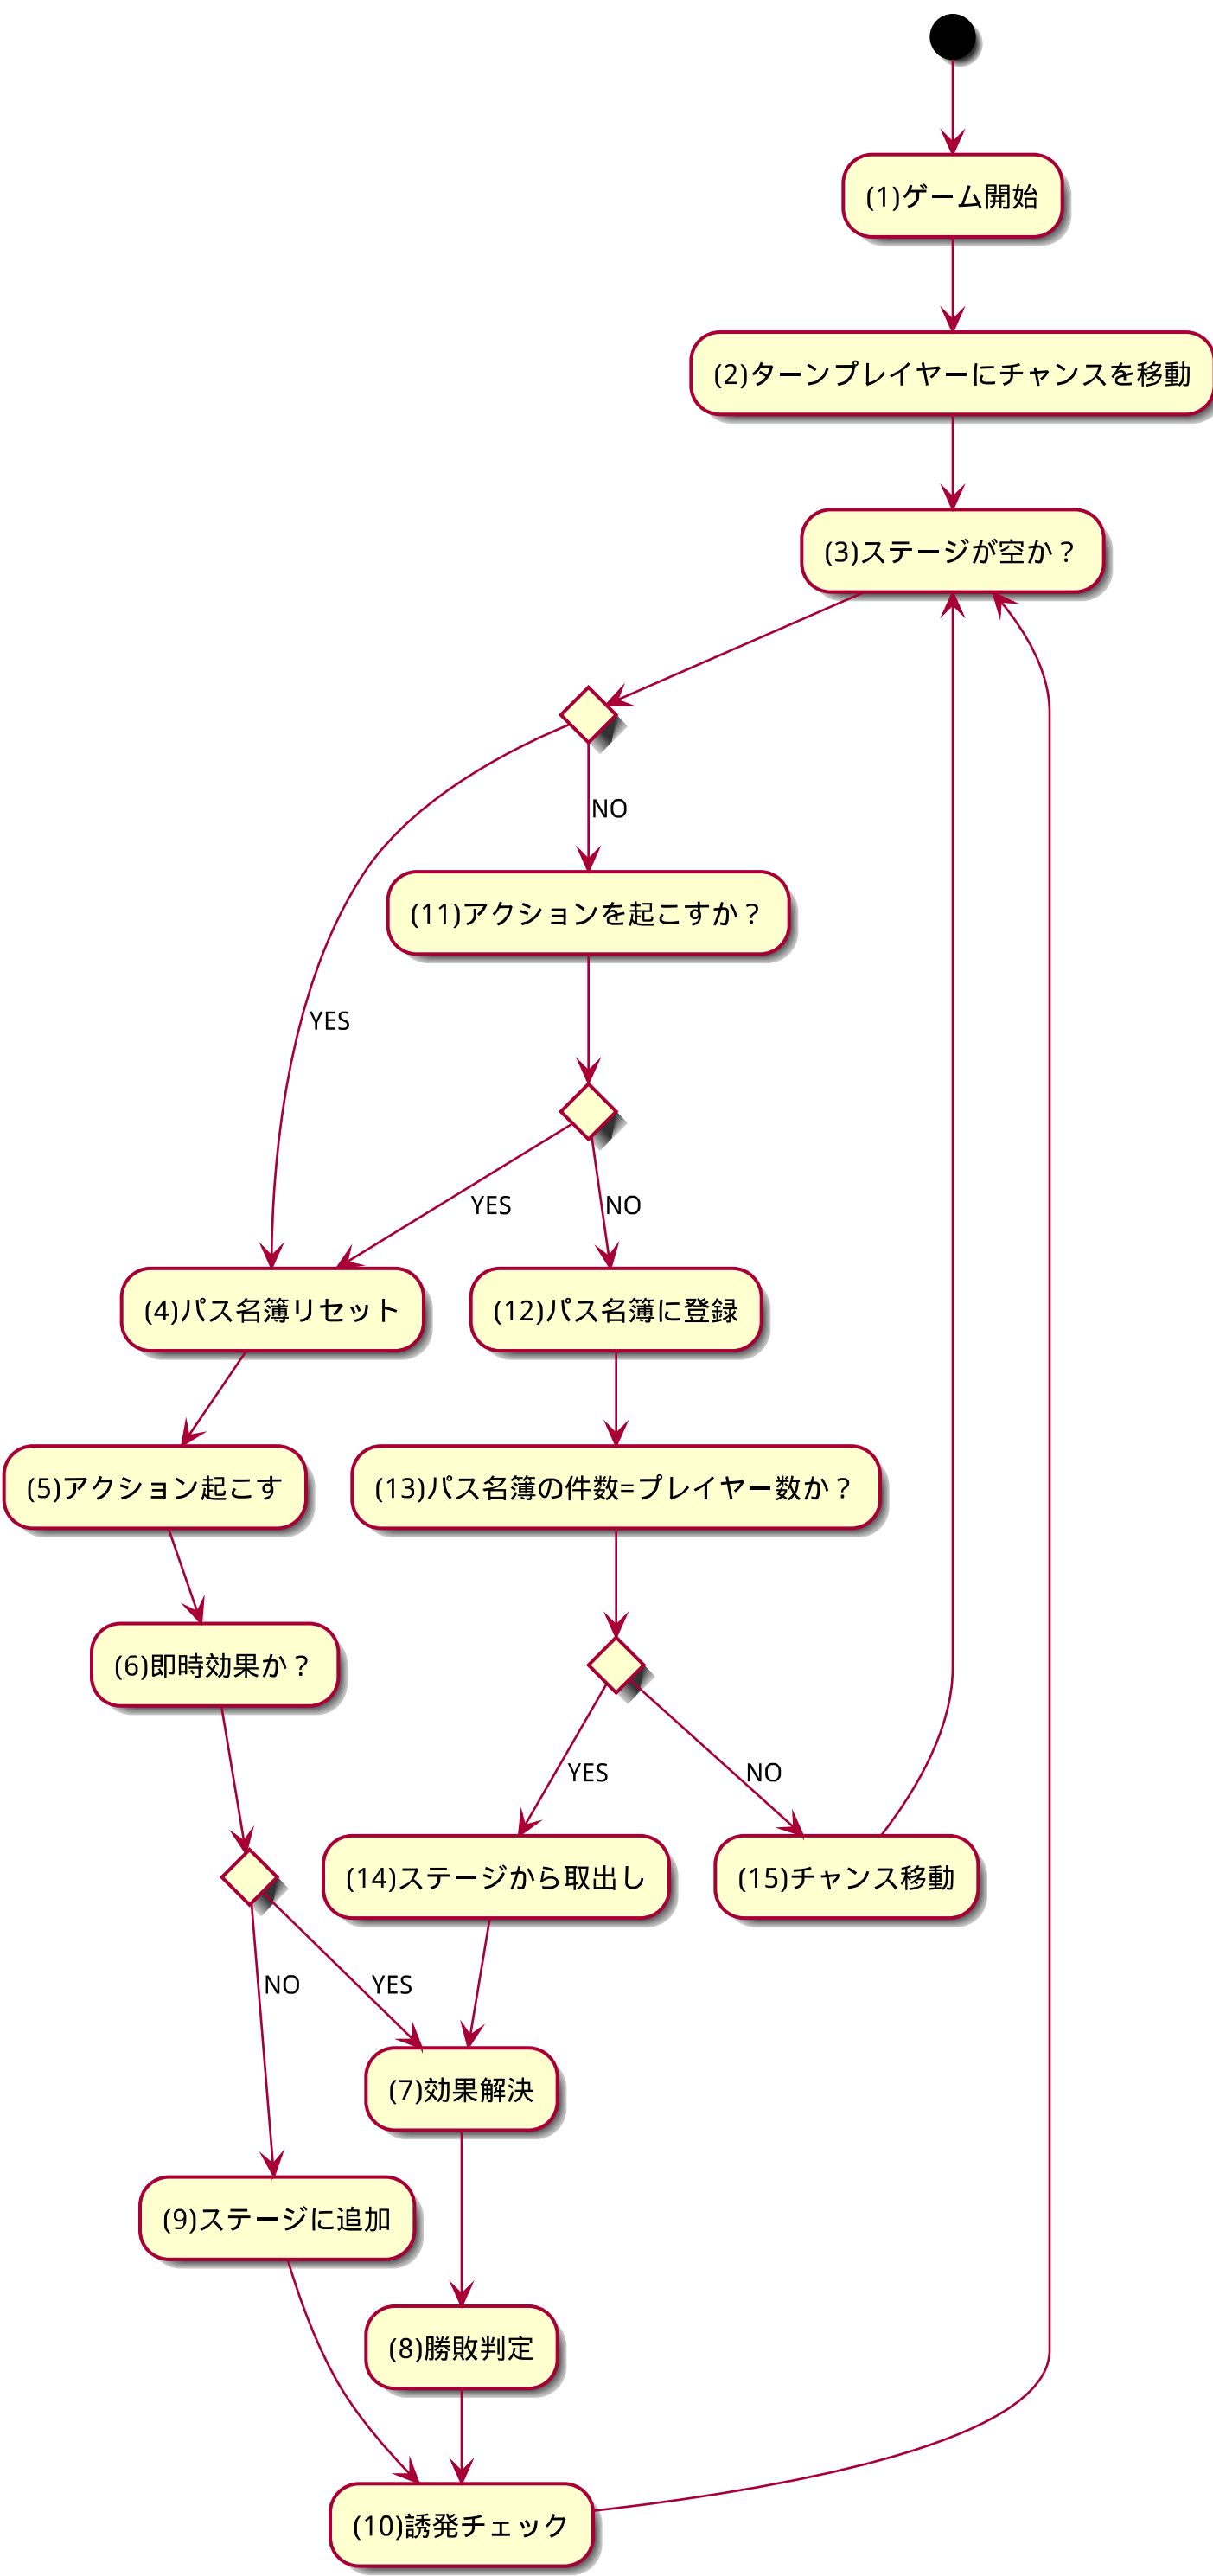 (1)ゲーム開始
(2)ターンプレイヤーにチャンスを移動
(3)ステージが空か？
NO
(11)アクションを起こすか？
YES
YES
NO
(4)パス名簿リセット
(12)パス名簿に登録
(5)アクション起こす
(13)パス名簿の件数=プレイヤー数か？
(6)即時効果か？
YES
NO
(14)ステージから取出し
(15)チャンス移動
NO
YES
(7)効果解決
(9)ステージに追加
(8)勝敗判定
(10)誘発チェック